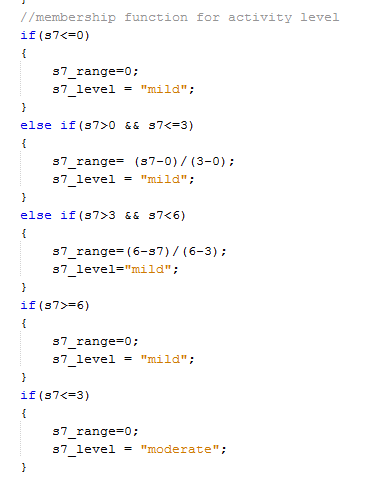 }
//membership function for activity level
if(s7<=0)
{
s7_range=0;
s7_level = "mild";
}
else if(s7>0 && s7<=3)
{
s7_range= (s7-0)/(3-0);
s7_level = "mild";
}
else if(s7>3 && s7<6)
{
s7_range=(6-s7)/(6-3);
s7_level="mild";
}
if(s7>=6)
{
s7_range=0;
s7_level = "mild";
}
if(s7<=3)
{
s7_range=0;
s7_level = "moderate";
}